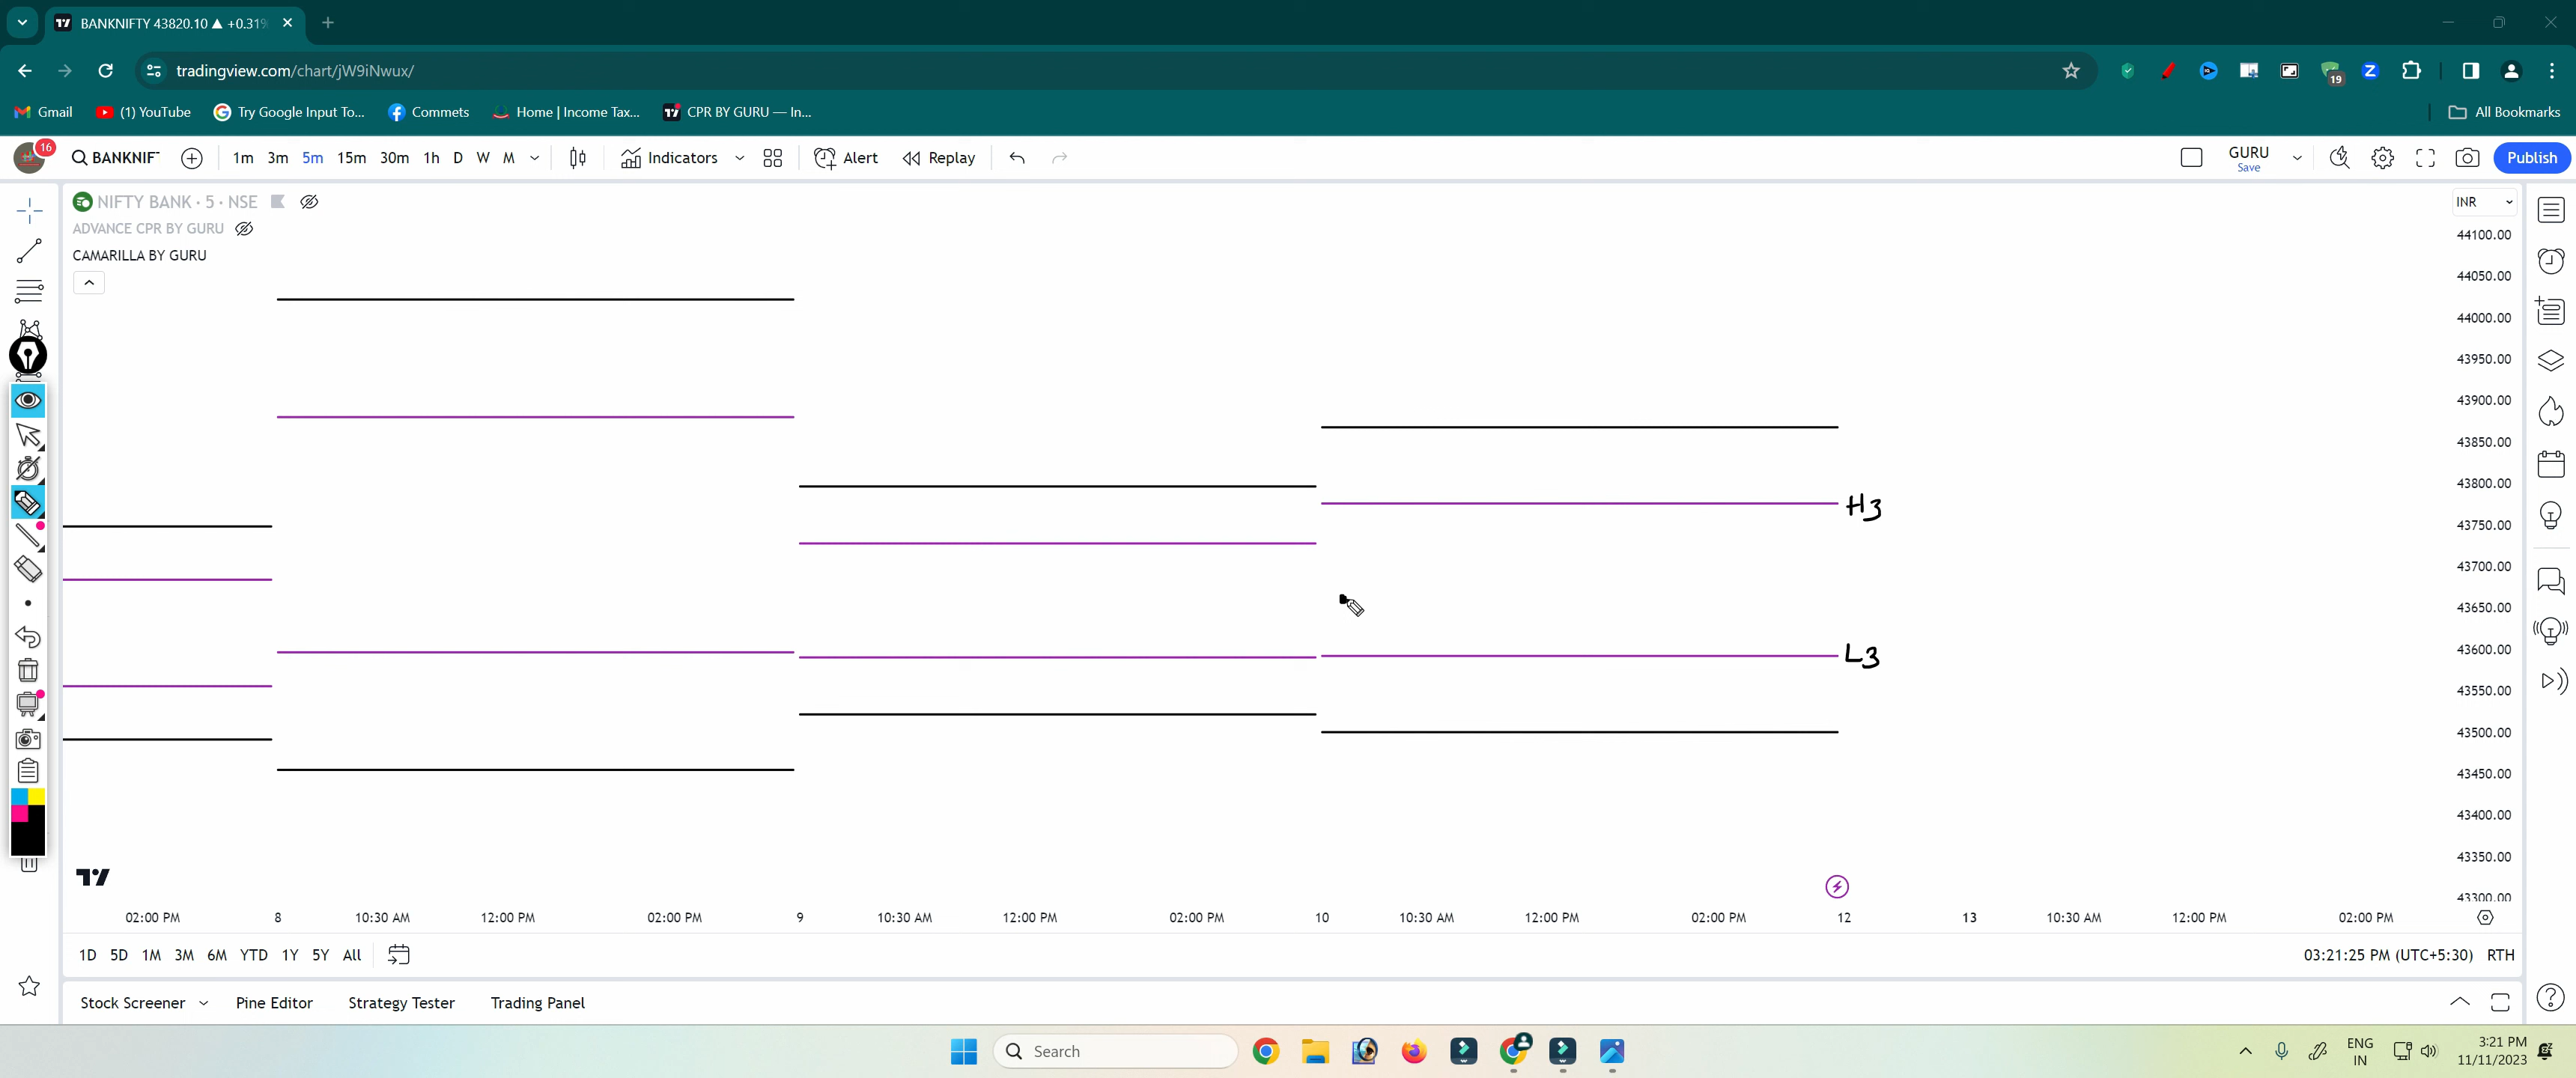 BANKNIFTY 43820.10 ▲ +0.31%
tradingview.com/chart/jW9iNwux/
19
Gmail (1) YouTube Try Google Input To... Commets Home | Income Tax... CPR BY GURU — In... All Bookmarks
16 BANKNIF 1m 3m 5m 15m 30m 1h D W M Indicators Alert Replay GURU Save Publish
NIFTY BANK · 5 · NSE
ADVANCE CPR BY GURU
CAMARILLA BY GURU
INR
44100.00
44050.00
44000.00
43950.00
43900.00
43850.00
43800.00
H3
43750.00
43700.00
43650.00
43600.00
L3
43550.00
43500.00
43450.00
43400.00
43350.00
43300.00
02:00 PM 8 10:30 AM 12:00 PM 02:00 PM 9 10:30 AM 12:00 PM 02:00 PM 10 10:30 AM 12:00 PM 02:00 PM 12 13 10:30 AM 12:00 PM 02:00 PM
1D 5D 1M 3M 6M YTD 1Y 5Y All 03:21:25 PM (UTC+5:30) RTH
Stock Screener Pine Editor Strategy Tester Trading Panel
Search
ENG
IN
3:21 PM
11/11/2023